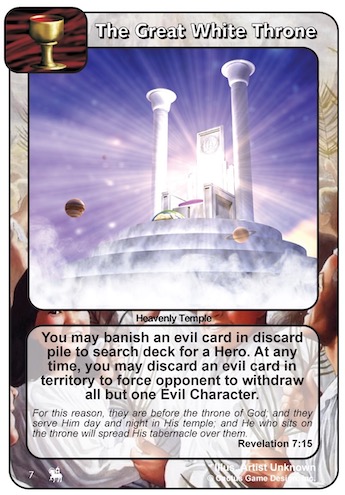 The Great White Throne
Heavenly Temple
You may banish an evil card in discard
pile to search deck for a Hero. At any
time, you may discard an evil card in
territory to force opponent to withdraw
all but one Evil Character.
For this reason, they are before the throne of God; and they
serve Him day and night in His temple; and He who sits on
the throne will spread His tabernacle over them.
Revelation 7:15
7
Illus. Artist Unknown
© Cactus Game Design, Inc.